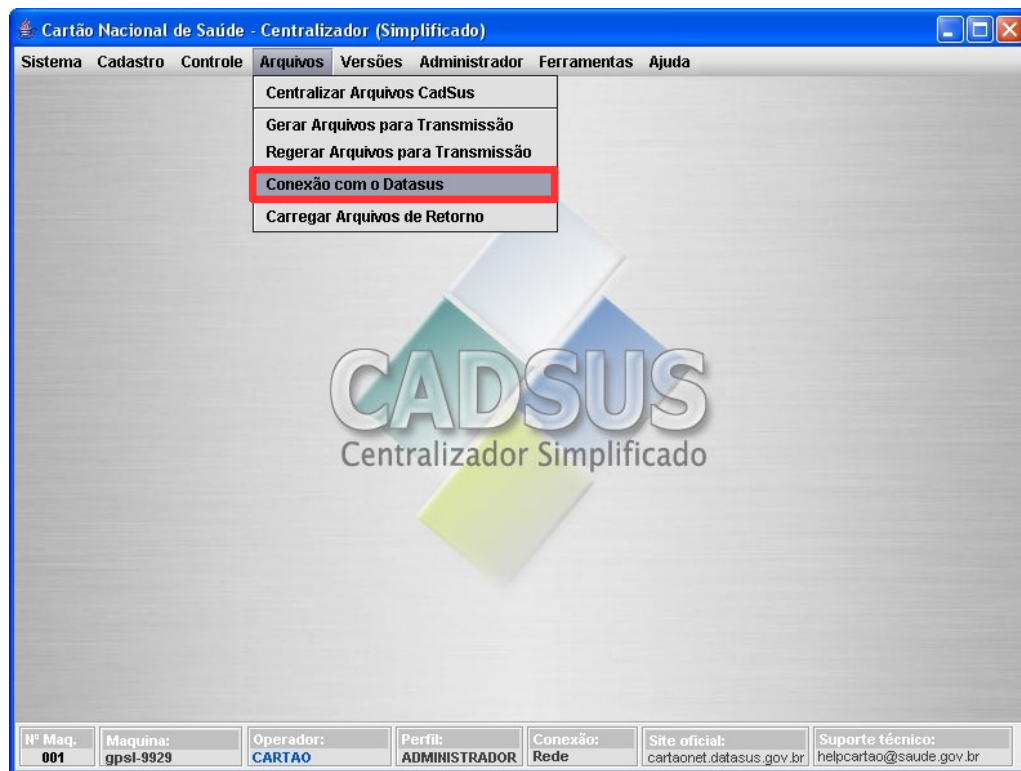 Cartão Nacional de Saúde - Centralizador (Simplificado)
Sistema Cadastro Controle Arquivos Versões Administrador Ferramentas Ajuda
Centralizar Arquivos CadSus
Gerar Arquivos para Transmissão
Regerar Arquivos para Transmissão
Conexão com o Datasus
Carregar Arquivos de Retorno
CADSUS
Centralizador Simplificado
Nº Maq. Maquina: Operador: Perfil: Conexão: Site oficial: Suporte técnico:
001 gpsl-9929 CARTAO ADMINISTRADOR Rede cartaonet.datasus.gov.br helpcartao@saude.gov.br